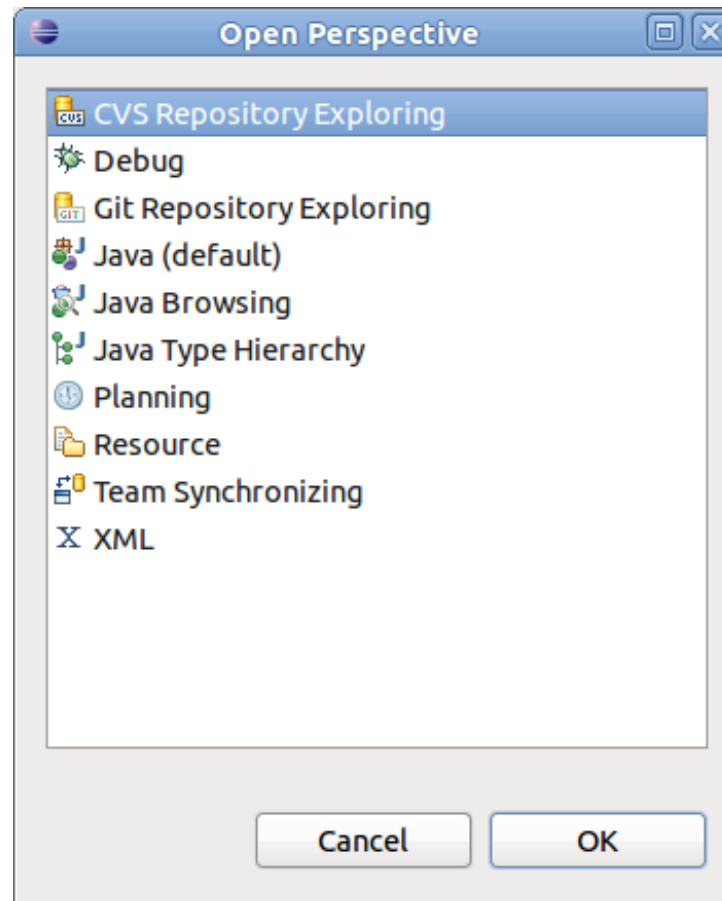 Open Perspective
CVS Repository Exploring
Debug
GIT Git Repository Exploring
Java (default)
Java Browsing
Java Type Hierarchy
Planning
Resource
Team Synchronizing
X XML
Cancel OK